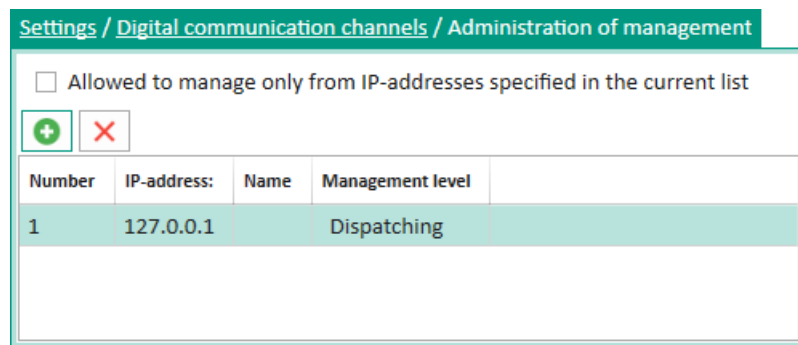 Settings / Digital communication channels / Administration of management
Allowed to manage only from IP-addresses specified in the current list
Number IP-address: Name Management level
1 127.0.0.1 Dispatching